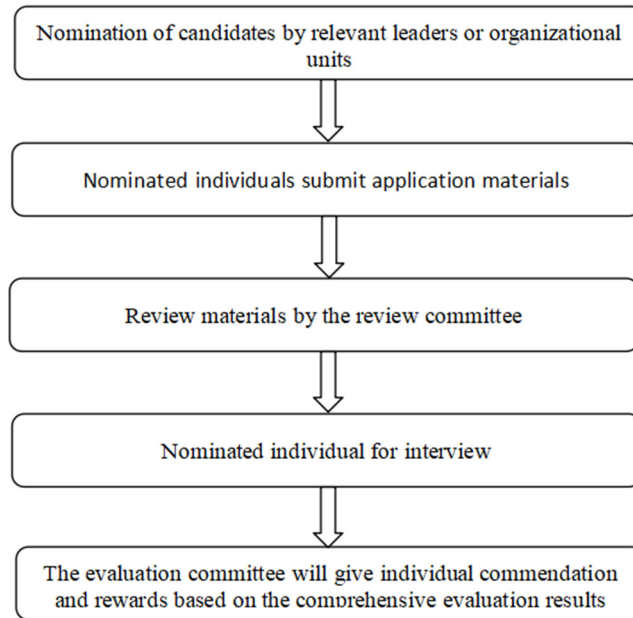 Nomination of candidates by relevant leaders or organizational
units
Nominated individuals submit application materials
Review materials by the review committee
Nominated individual for interview
The evaluation committee will give individual commendation
and rewards based on the comprehensive evaluation results